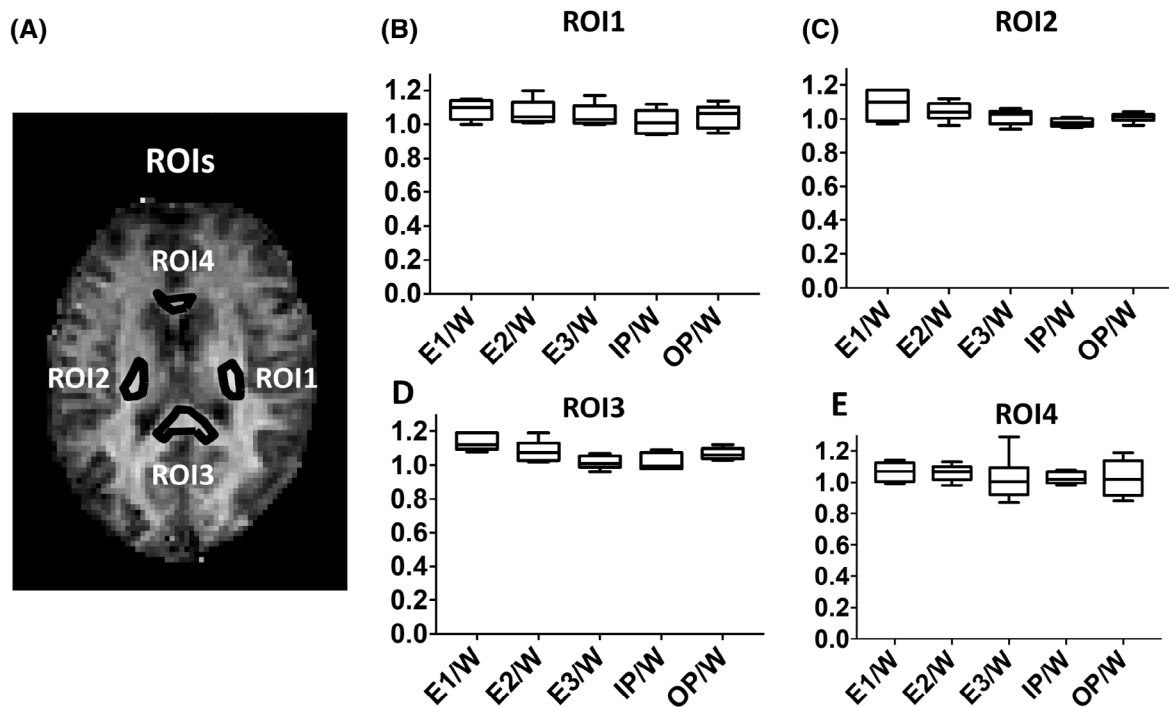 (A)
ROIs
ROI4
ROI2
ROI1
ROI3
(B)
ROI1
1.2
1.0
0.8
0.6
0.4
0.2
0.0
E1/W
E2/W
E3/W
IP/W
OP/W
(C)
ROI2
1.2
1.0
0.8
0.6
0.4
0.2
0.0
E1/W
E2/W
E3/W
IP/W
OP/W
D
ROI3
1.2
1.0
0.8
0.6
0.4
0.2
0.0
E1/W
E2/W
E3/W
IP/W
OP/W
E
ROI4
1.2
1.0
0.8
0.6
0.4
0.2
0.0
E1/W
E2/W
E3/W
IP/W
OP/W